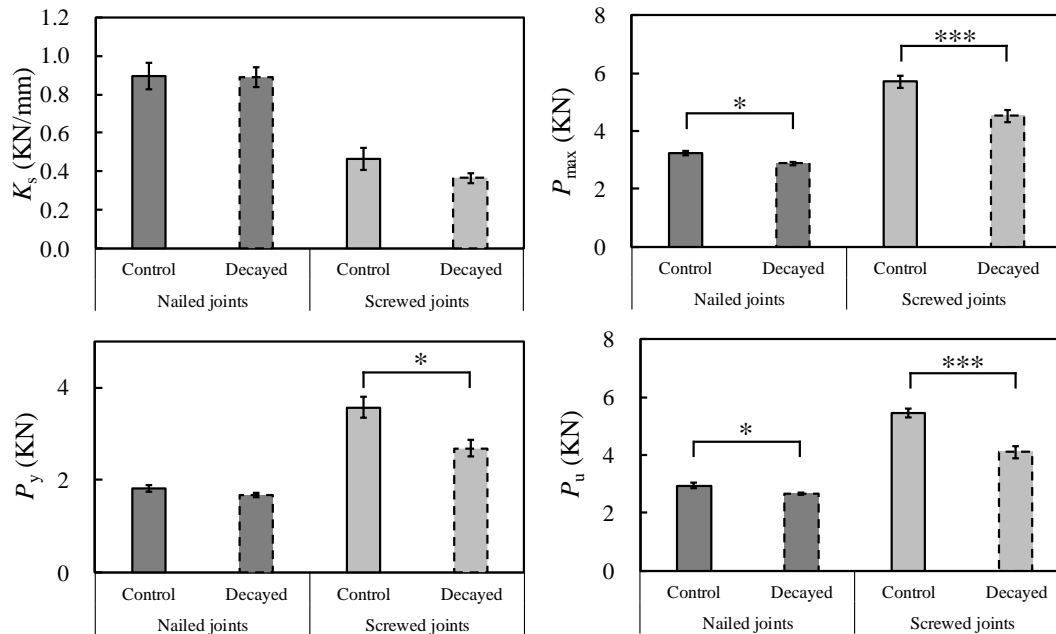 1.2
1.0
0.8
0.6
0.4
0.2
0.0
Ks (KN/mm)
Control Decayed Control Decayed
Nailed joints Screwed joints
8
6
4
2
0
Pmax (KN)
*
***
Control Decayed Control Decayed
Nailed joints Screwed joints
4
2
0
Py (KN)
*
Control Decayed Control Decayed
Nailed joints Screwed joints
8
6
4
2
0
Pu (KN)
*
***
Control Decayed Control Decayed
Nailed joints Screwed joints